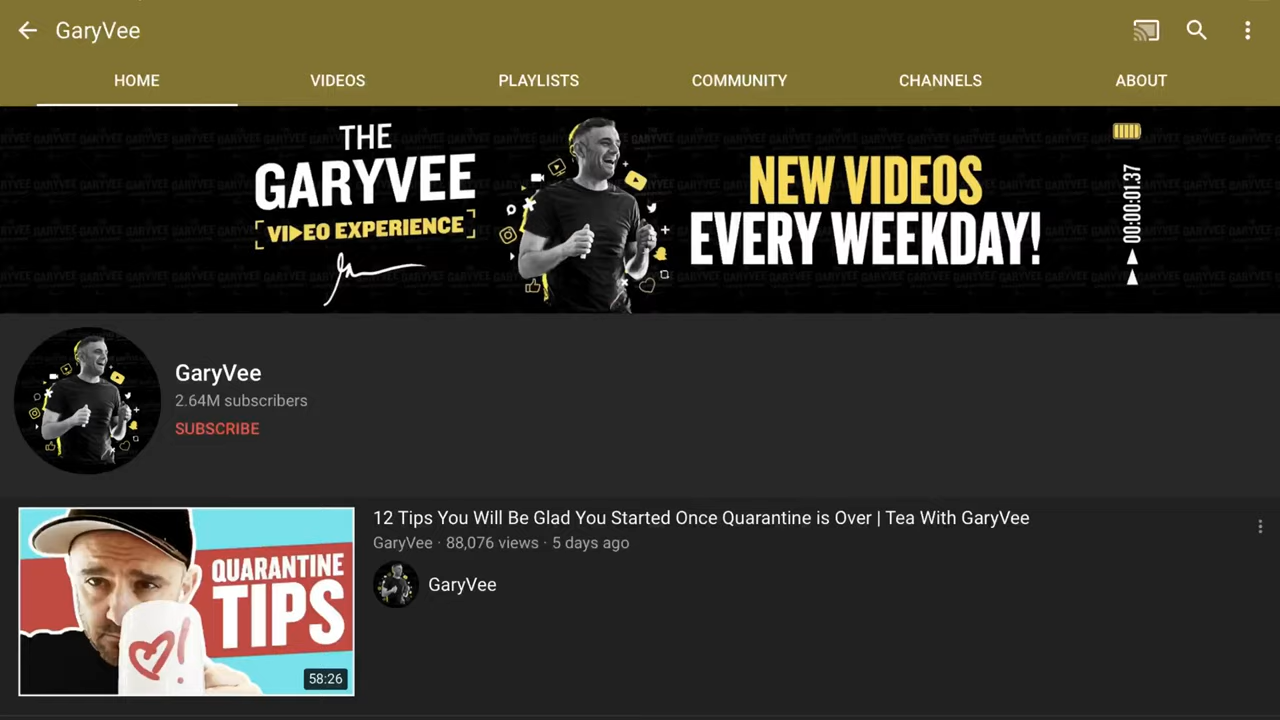 GaryVee
HOME
VIDEOS
PLAYLISTS
COMMUNITY
CHANNELS
ABOUT
THE
GARYVEE
VIDEO EXPERIENCE
NEW VIDEOS
EVERY WEEKDAY!
00:00:01.37
GaryVee
2.64M subscribers
SUBSCRIBE
QUARANTINE
TIPS
58:26
12 Tips You Will Be Glad You Started Once Quarantine is Over | Tea With GaryVee
GaryVee · 88,076 views · 5 days ago
GaryVee